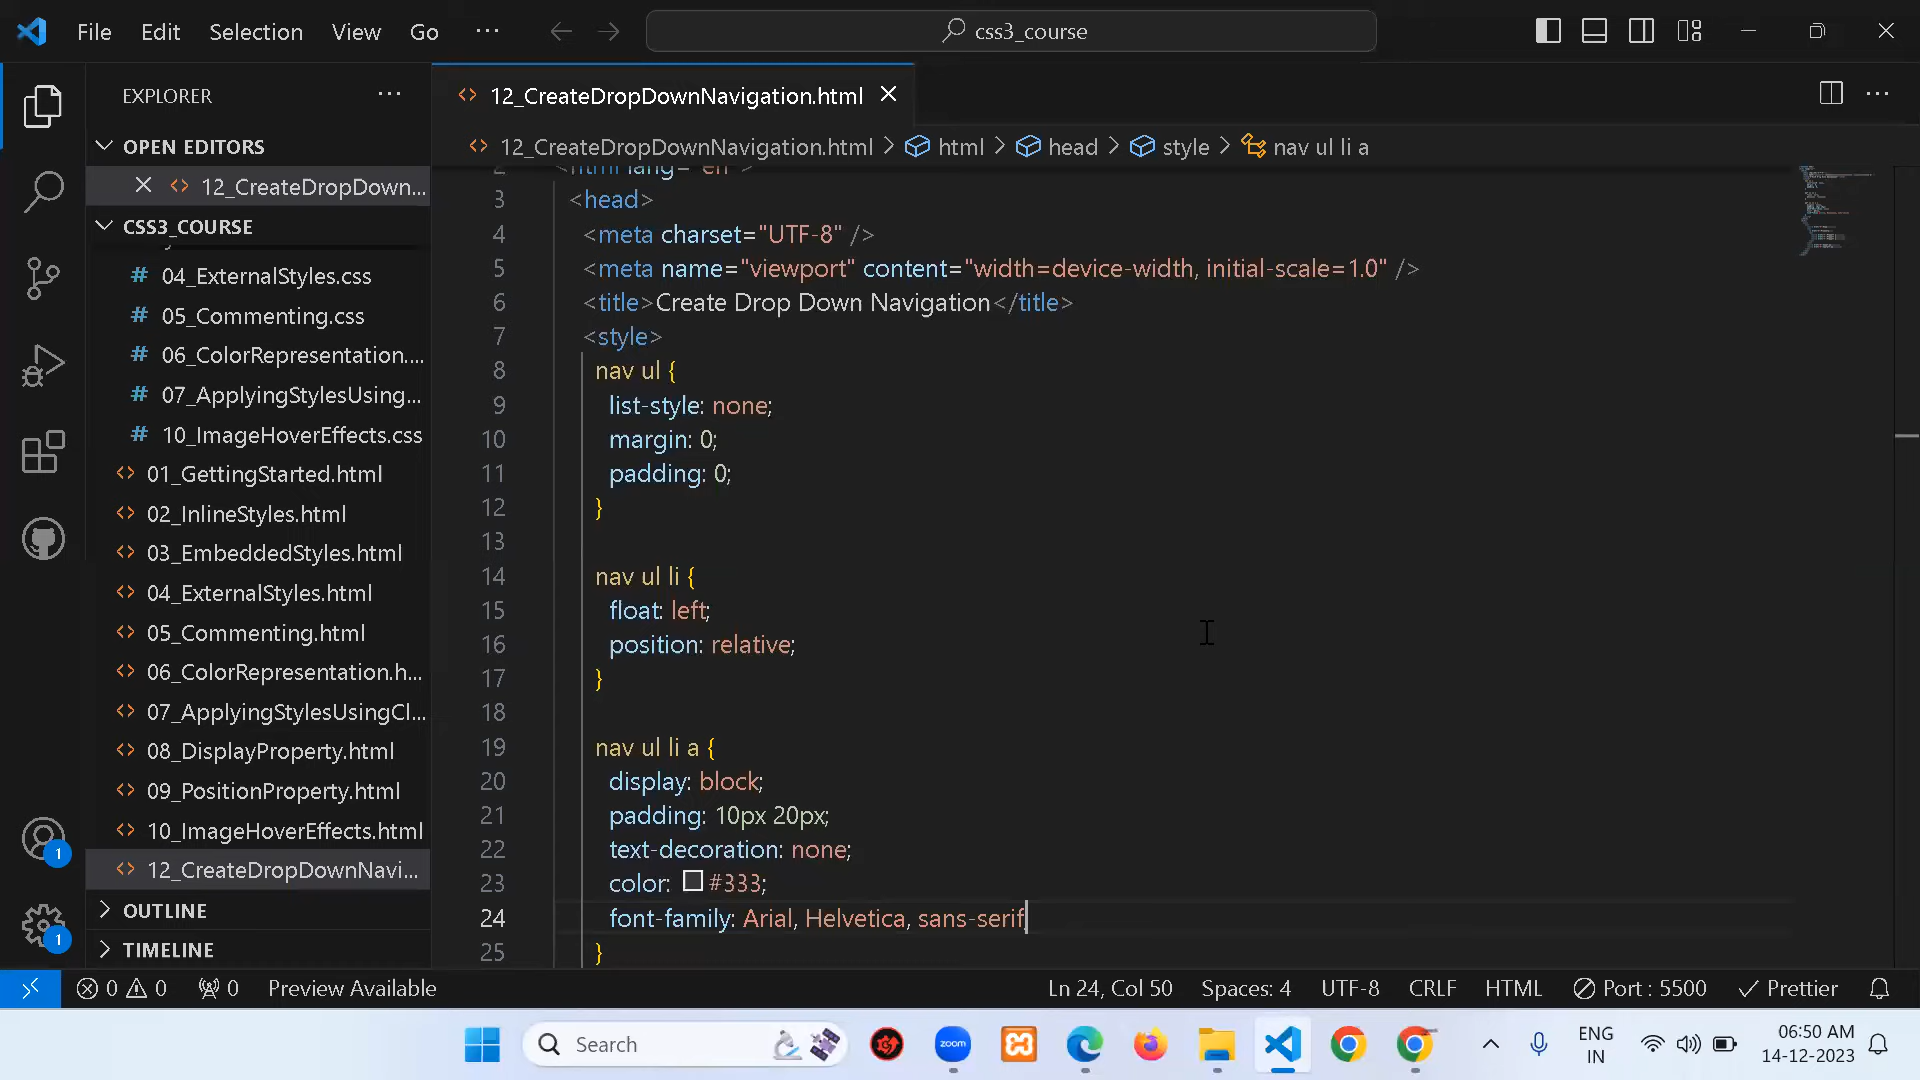 File Edit Selection View Go ··· css3_course
EXPLORER ···
OPEN EDITORS
12_CreateDropDown...
CSS3_COURSE
04_ExternalStyles.css
05_Commenting.css
06_ColorRepresentation....
07_ApplyingStylesUsing...
10_ImageHoverEffects.css
01_GettingStarted.html
02_InlineStyles.html
03_EmbeddedStyles.html
04_ExternalStyles.html
05_Commenting.html
06_ColorRepresentation.h...
07_ApplyingStylesUsingCl...
08_DisplayProperty.html
09_PositionProperty.html
10_ImageHoverEffects.html
12_CreateDropDownNavi...
OUTLINE
TIMELINE
1
1
12_CreateDropDownNavigation.html
12_CreateDropDownNavigation.html > html > head > style > nav ul li a
2 <html lang="en">
3 <head>
4 <meta charset="UTF-8" />
5 <meta name="viewport" content="width=device-width, initial-scale=1.0" />
6 <title>Create Drop Down Navigation</title>
7 <style>
8 nav ul {
9 list-style: none;
10 margin: 0;
11 padding: 0;
12 }
13
14 nav ul li {
15 float: left;
16 position: relative;
17 }
18
19 nav ul li a {
20 display: block;
21 padding: 10px 20px;
22 text-decoration: none;
23 color: #333;
24 font-family: Arial, Helvetica, sans-serif;
25 }
0 0 0 Preview Available Ln 24, Col 50 Spaces: 4 UTF-8 CRLF HTML Port : 5500 Prettier
Search zoom ENG 06:50 AM
IN 14-12-2023